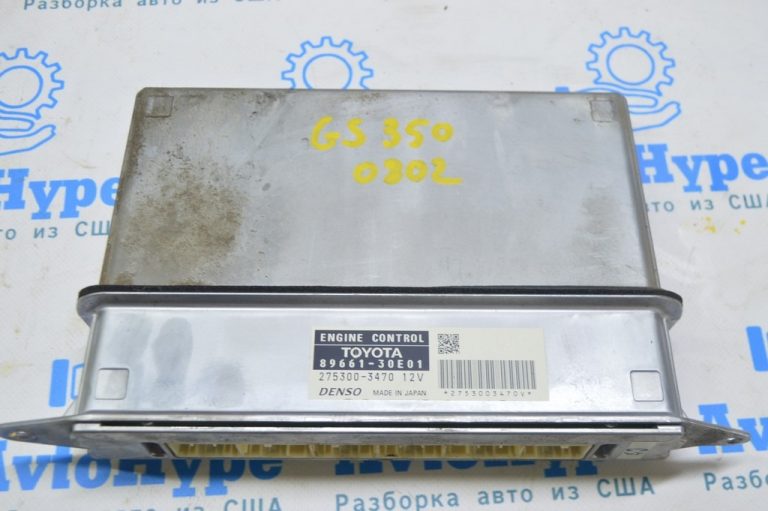 Разборка авто из США
GS 350
0302
Hype
авто из США
ENGINE CONTROL
TOYOTA
89661-30E01
275300-3470 12V
DENSO MADE IN JAPAN
*2753003470V*
AvtoHype
AvtoHype
Разборка авто из США